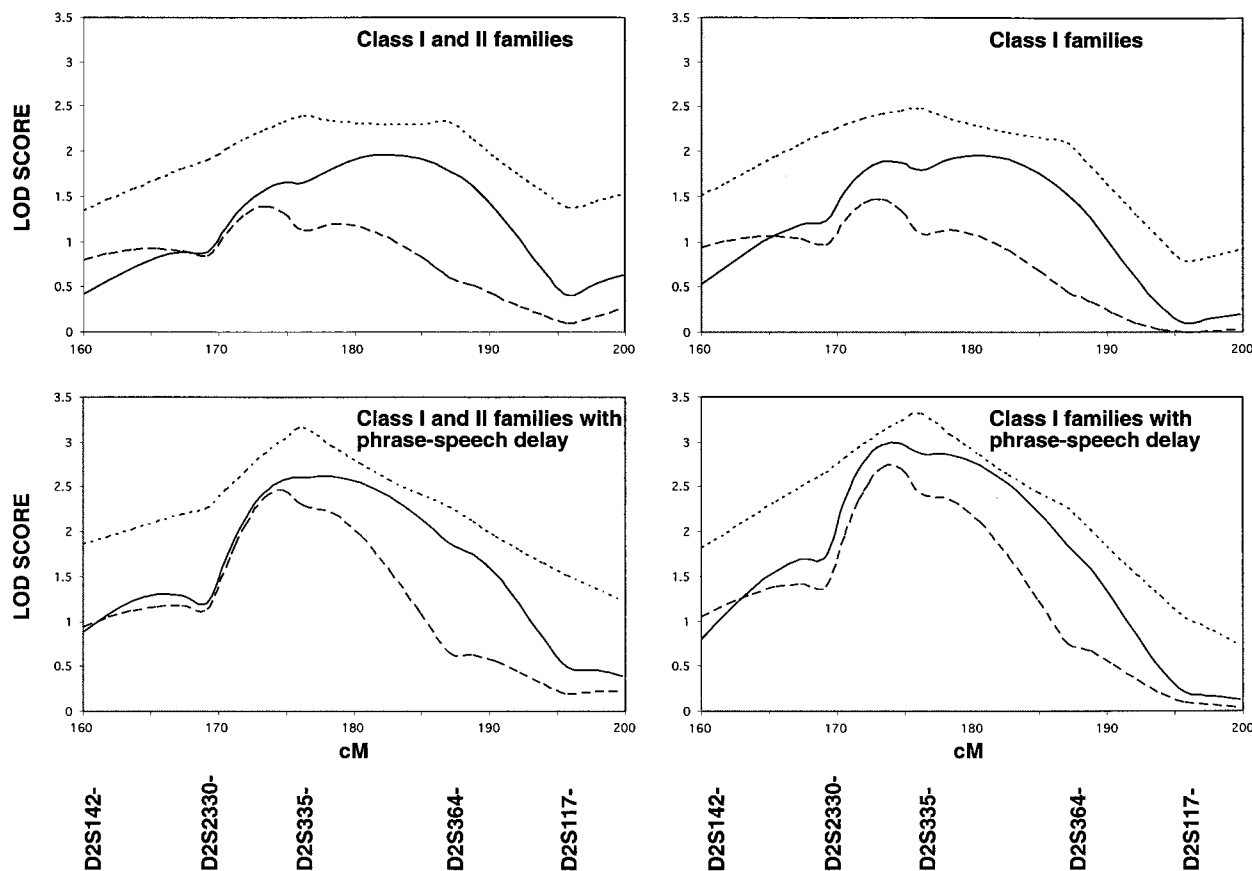 Class I and II families
3.5
3
2.5
2
1.5
1
0.5
0
LOD SCORE
160
170
180
190
200
Class I families
3.5
3
2.5
2
1.5
1
0.5
0
160
170
180
190
200
Class I and II families with
phrase-speech delay
3.5
3
2.5
2
1.5
1
0.5
0
LOD SCORE
160
170
180
190
200
cM
Class I families with
phrase-speech delay
3.5
3
2.5
2
1.5
1
0.5
0
160
170
180
190
200
cM
D2S142-
D2S2330-
D2S335-
D2S364-
D2S117-
D2S142-
D2S2330-
D2S335-
D2S364-
D2S117-